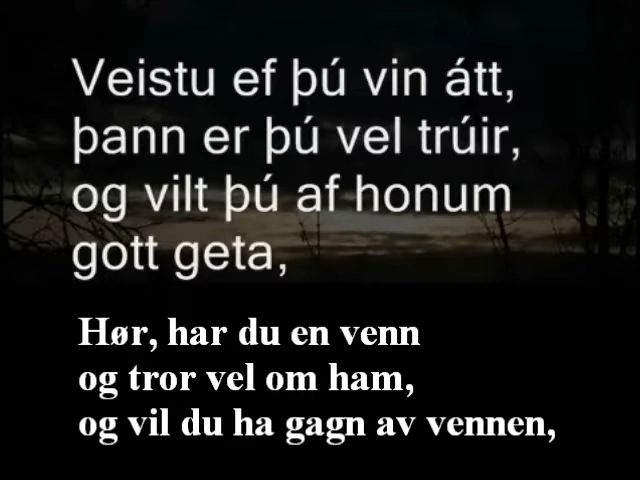 Veistu ef þú vin átt,
þann er þú vel trúir,
og vilt þú af honum
gott geta,
Hør, har du en venn
og tror vel om ham,
og vil du ha gagn av vennen,